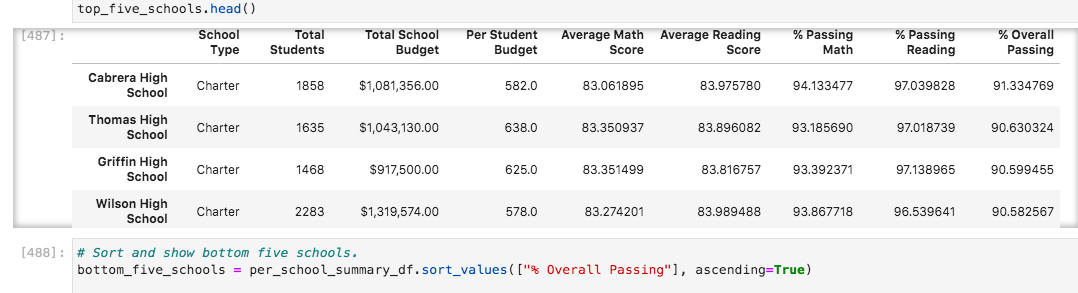 top_five_schools.head()
[487]:
School Type Total Students Total School Budget Per Student Budget Average Math Score Average Reading Score % Passing Math % Passing Reading % Overall Passing
Cabrera High School Charter 1858 $1,081,356.00 582.0 83.061895 83.975780 94.133477 97.039828 91.334769
Thomas High School Charter 1635 $1,043,130.00 638.0 83.350937 83.896082 93.185690 97.018739 90.630324
Griffin High School Charter 1468 $917,500.00 625.0 83.351499 83.816757 93.392371 97.138965 90.599455
Wilson High School Charter 2283 $1,319,574.00 578.0 83.274201 83.989488 93.867718 96.539641 90.582567
[488]: # Sort and show bottom five schools.
bottom_five_schools = per_school_summary_df.sort_values(["% Overall Passing"], ascending=True)